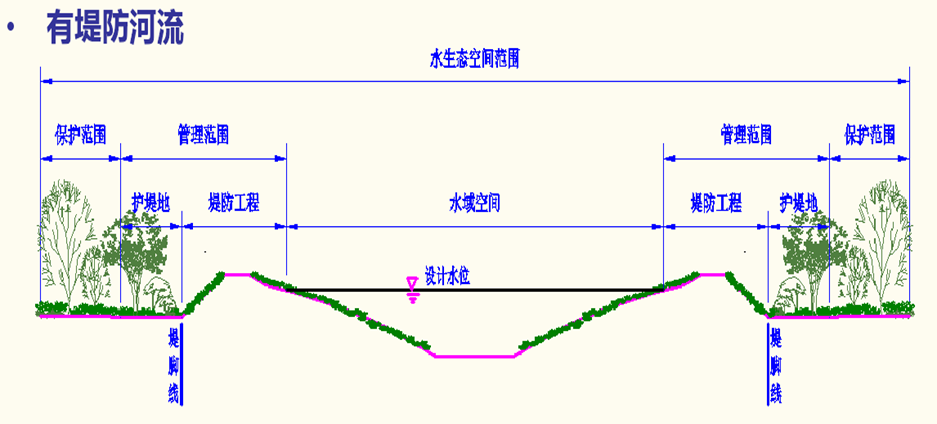 • 有堤防河流
水生态空间范围
保护范围 管理范围 管理范围 保护范围
护堤地 堤防工程 水域空间 堤防工程 护堤地
设计水位
堤脚线 堤脚线